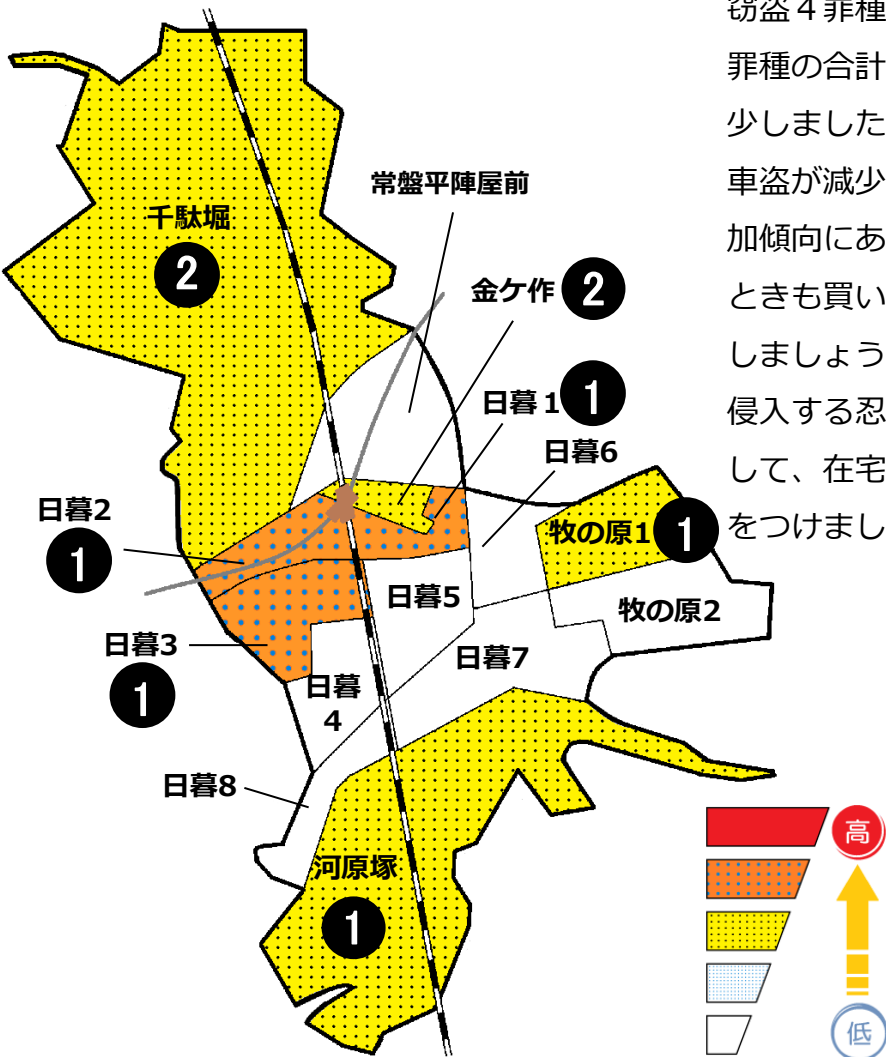 窃盗４罪種
罪種の合計
少しました
車盗が減少
加傾向にあ
ときも買い
しましょう
侵入する忍
して、在宅
をつけまし
常盤平陣屋前
千駄堀
2
金ケ作 2
日暮１ 1
日暮6
日暮2
1
牧の原1 1
日暮5
牧の原2
日暮3
1
日暮7
日暮
4
日暮8
河原塚
1
高
低